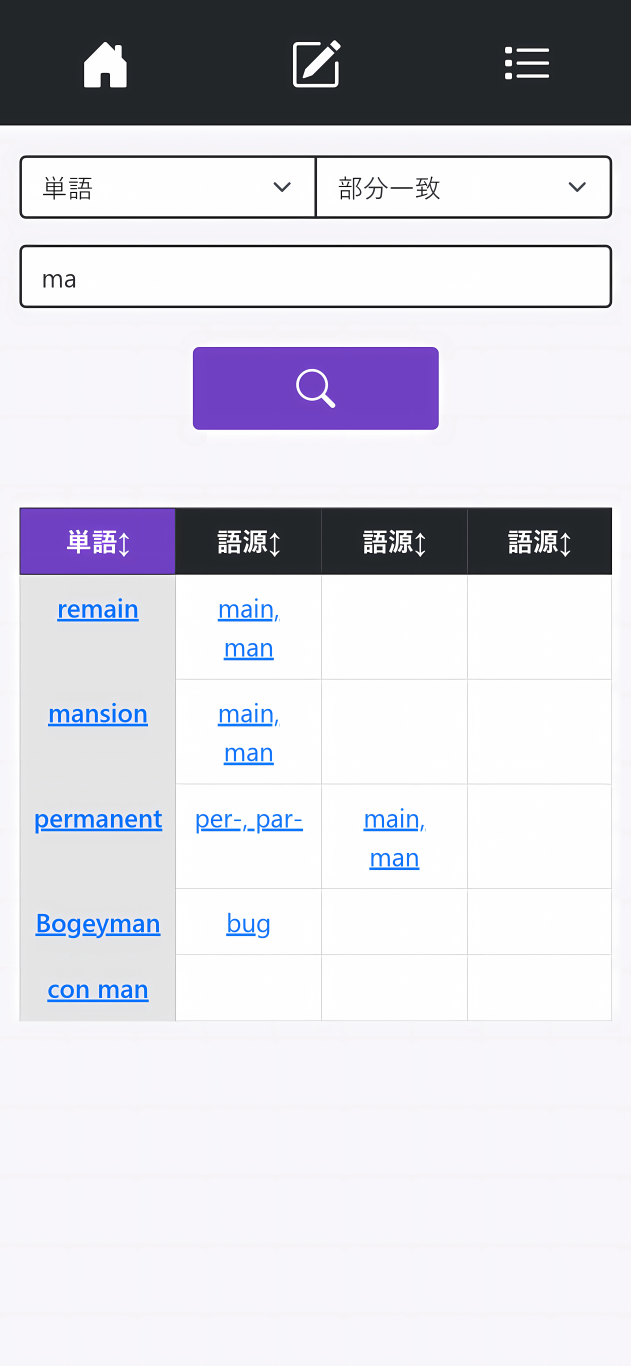 単語 部分一致
ma
単語↕ 語源↕ 語源↕ 語源↕
remain main,
man
mansion main,
man
permanent per-, par- main,
man
Bogeyman bug
con man